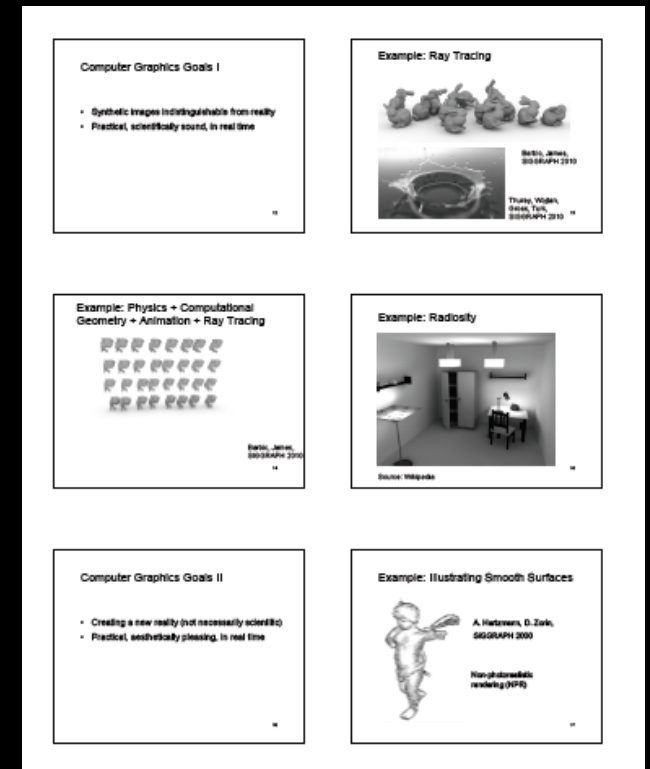 Computer Graphics Goals I
• Synthetic images indistinguishable from reality
• Practical, scientifically sound, in real time
Example: Ray Tracing
Barbic, James,
SIGGRAPH 2010
Thurey, Wojtan,
Gross, Turk,
SIGGRAPH 2010
Example: Physics + Computational
Geometry + Animation + Ray Tracing
Barbic, James,
SIGGRAPH 2010
Example: Radiosity
Source: Wikipedia
Computer Graphics Goals II
• Creating a new reality (not necessarily scientific)
• Practical, aesthetically pleasing, in real time
Example: Illustrating Smooth Surfaces
A. Hertzmann, D. Zorin,
SIGGRAPH 2000
Non-photorealistic
rendering (NPR)
17